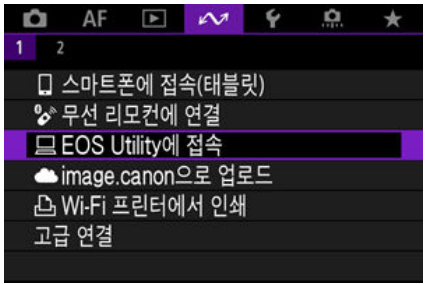 AF
1 2
스마트폰에 접속(태블릿)
무선 리모컨에 연결
EOS Utility에 접속
image.canon으로 업로드
Wi-Fi 프린터에서 인쇄
고급 연결